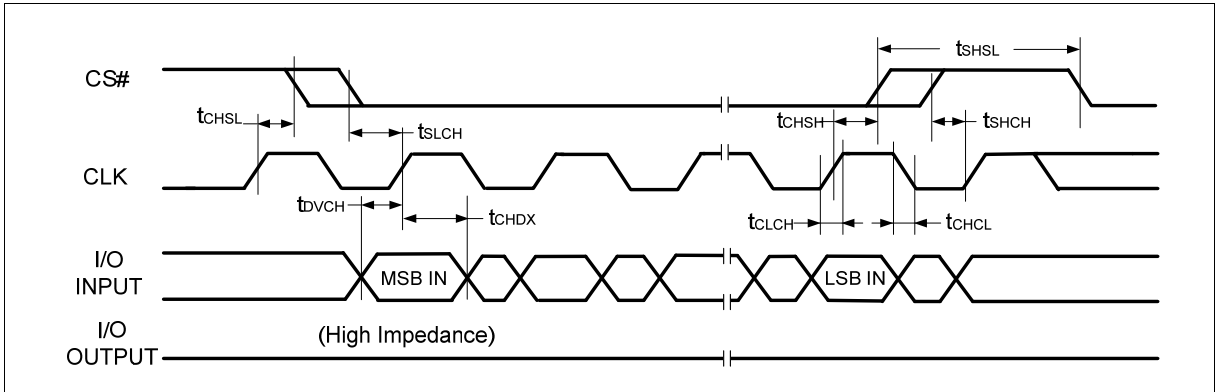 CS#
tSHSL
tCHSL
tSLCH
tCHSH
tSHCH
CLK
tDVCH
tCHDX
tCLCH
tCHCL
I/O
INPUT
MSB IN
LSB IN
(High Impedance)
I/O
OUTPUT